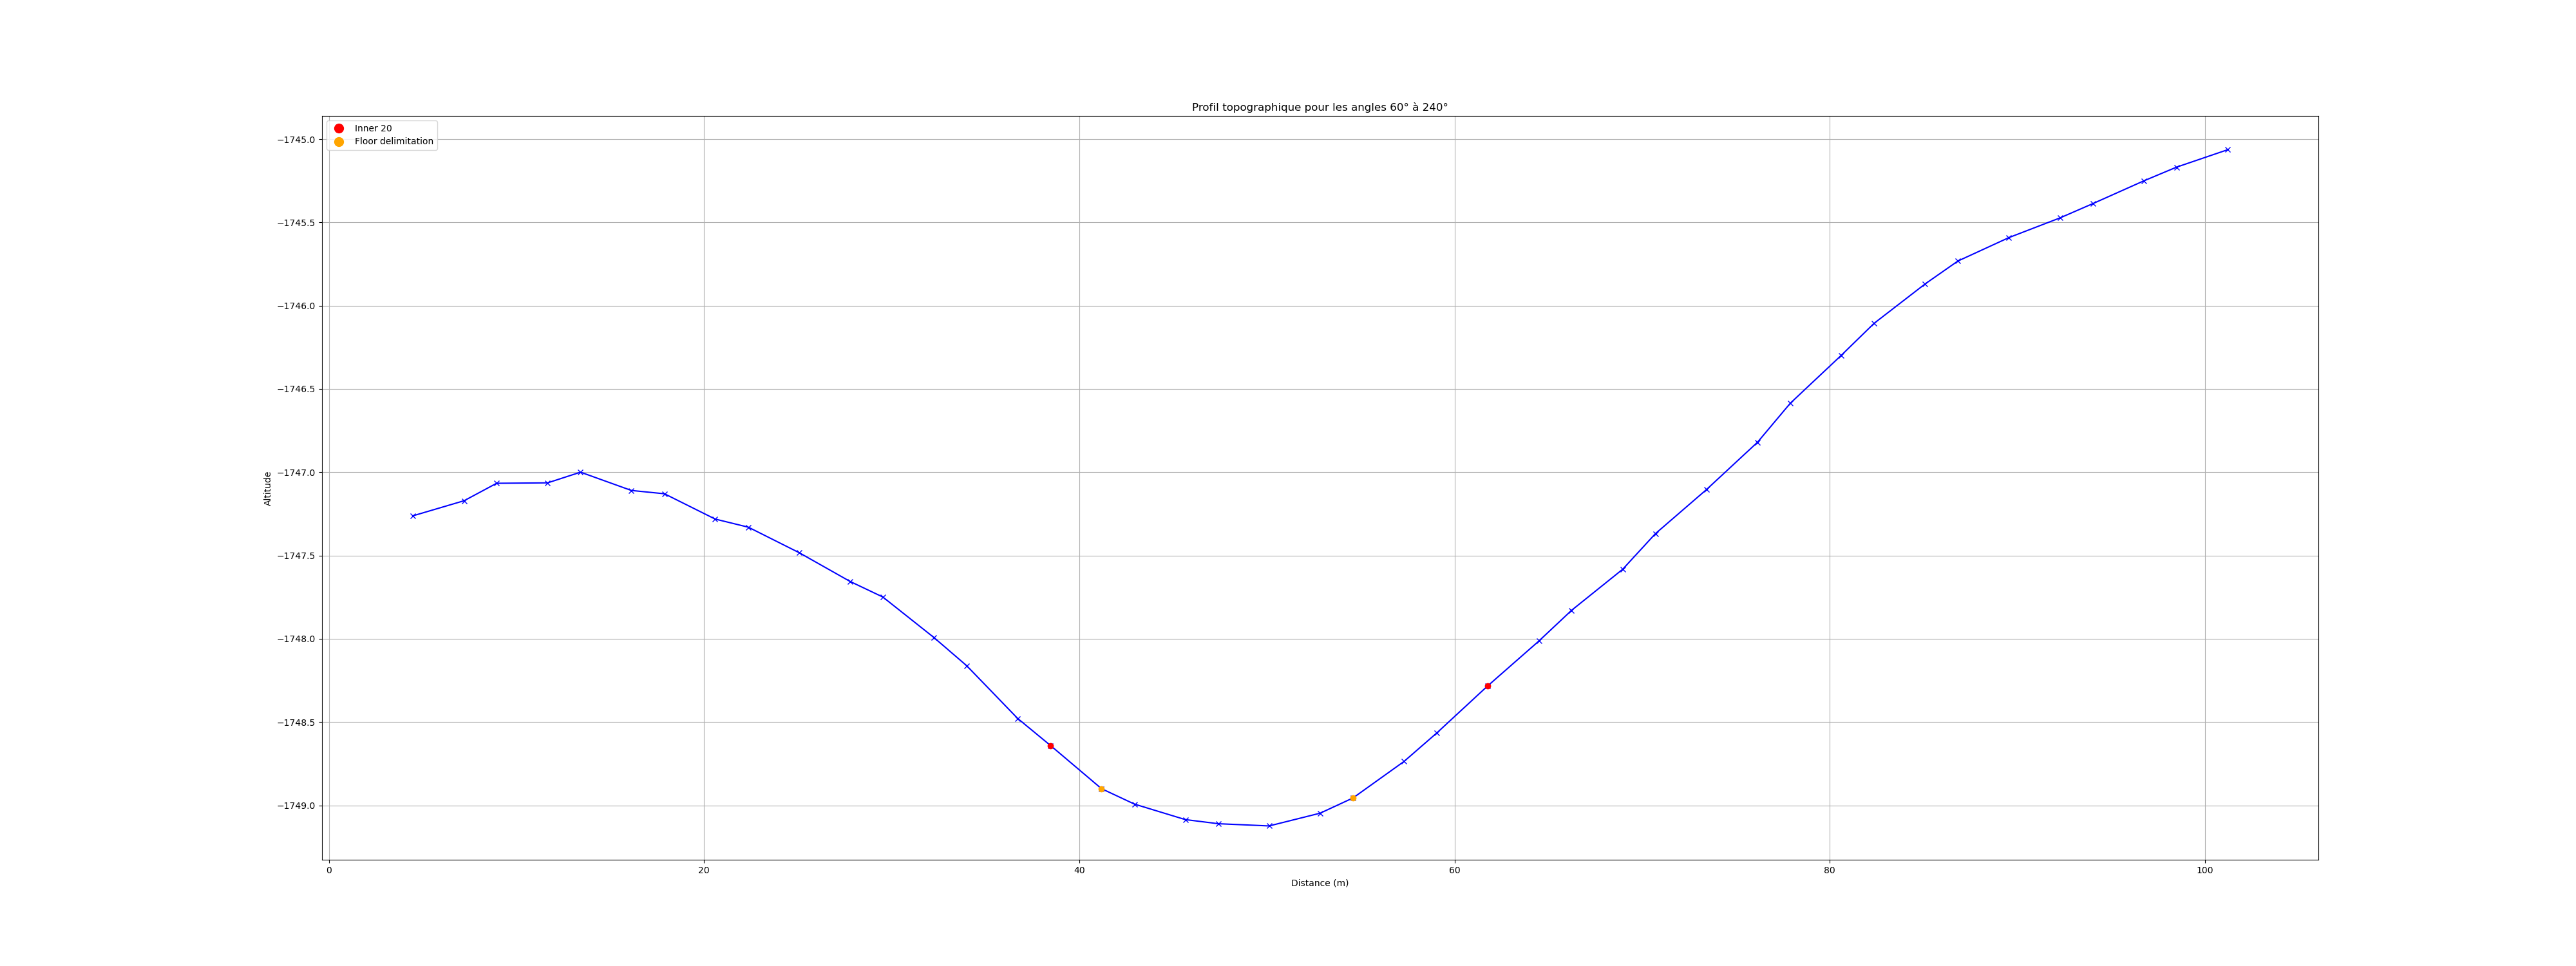 Profil topographique pour les angles 60° à 240°
Inner 20
Floor delimitation
Altitude
−1745.0
−1745.5
−1746.0
−1746.5
−1747.0
−1747.5
−1748.0
−1748.5
−1749.0
0 20 40 60 80 100
Distance (m)